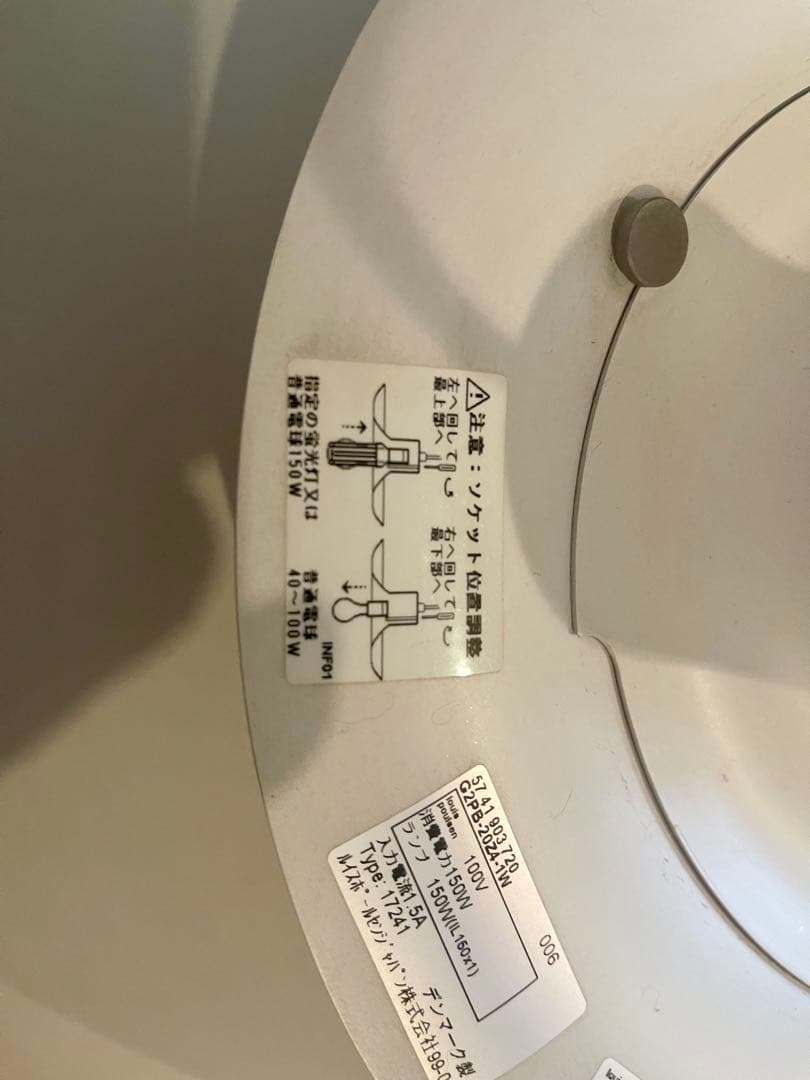 ⚠注意:ソケット位置調整
左へ回して
最上部へ
指定の蛍光灯又は
普通電球150W
右へ回して
最下部へ
普通電球
40〜100W
INF01
5741 903 720
G2PB-2024-1W
louis
poulsen
100V
消費電力150W
ランプ 150W(IL150x1)
入力電流1.5A
Type: 17241
デンマーク製
ルイスポールセンジャパン株式会社99-0
006